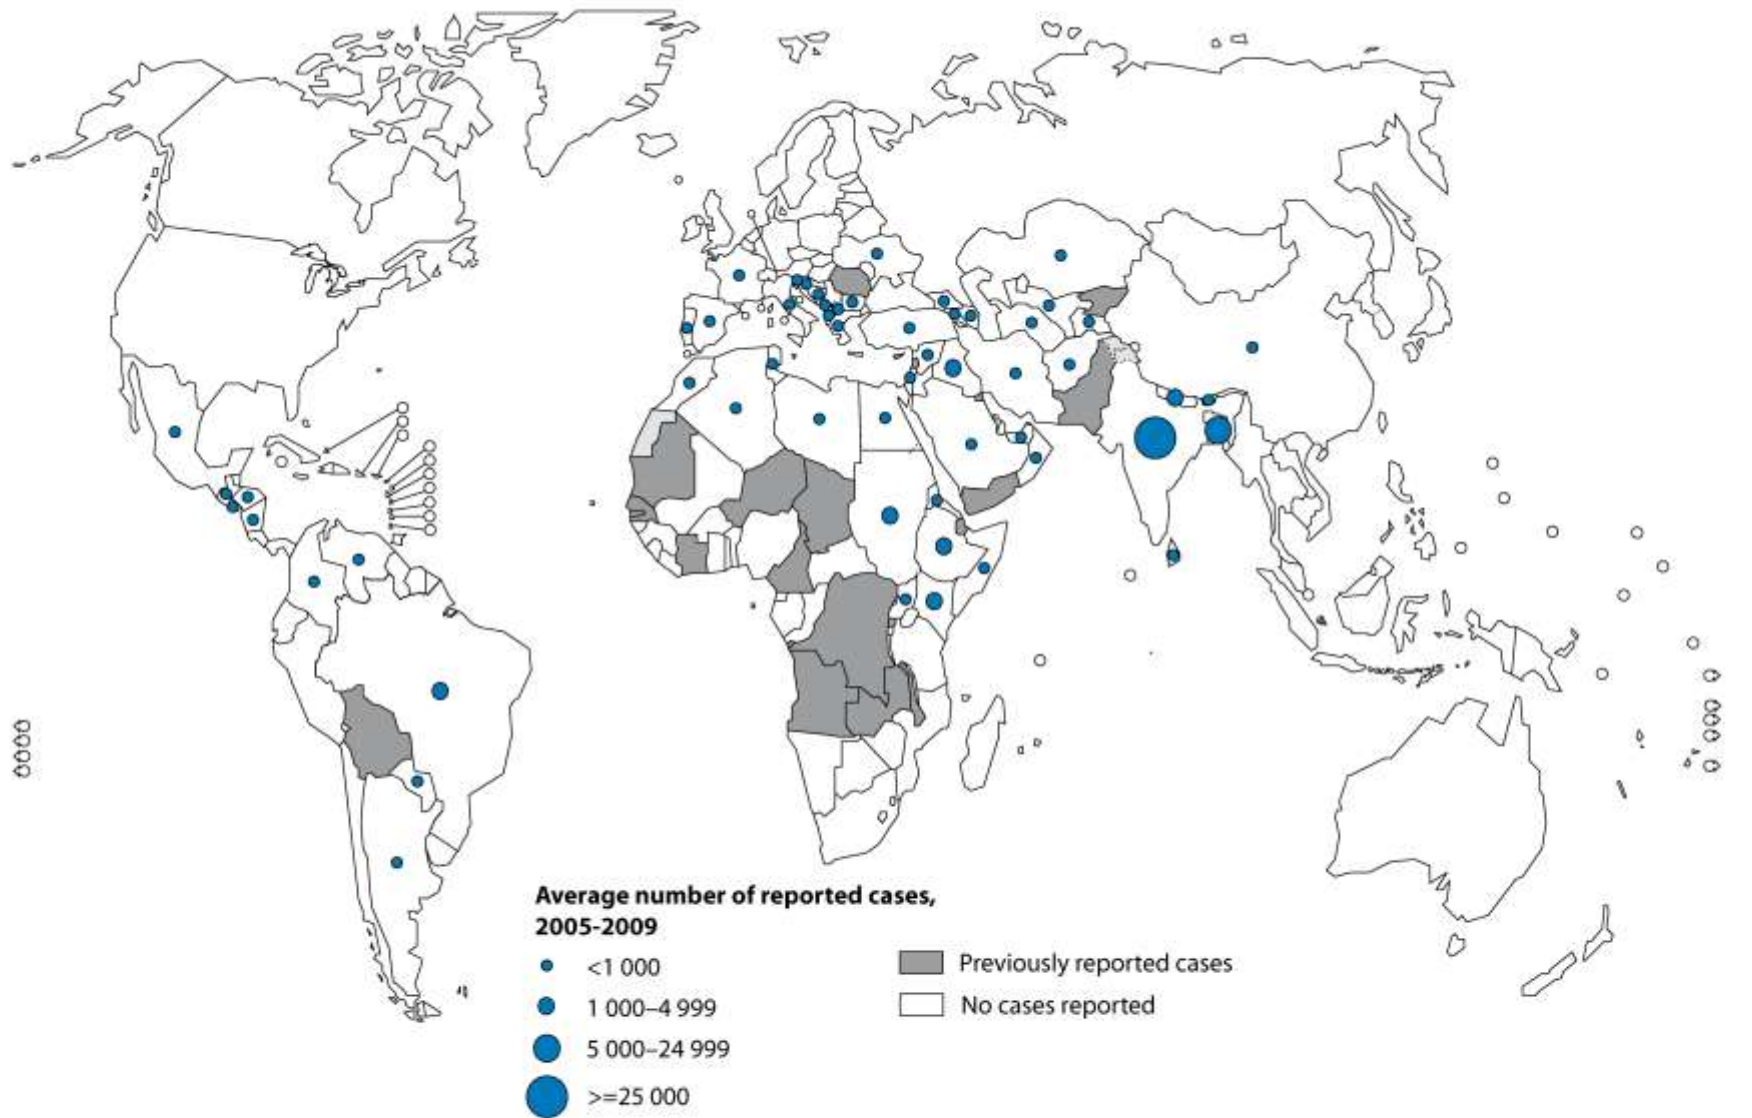 Average number of reported cases,
2005-2009
<1 000
1 000–4 999
5 000–24 999
>=25 000
Previously reported cases
No cases reported